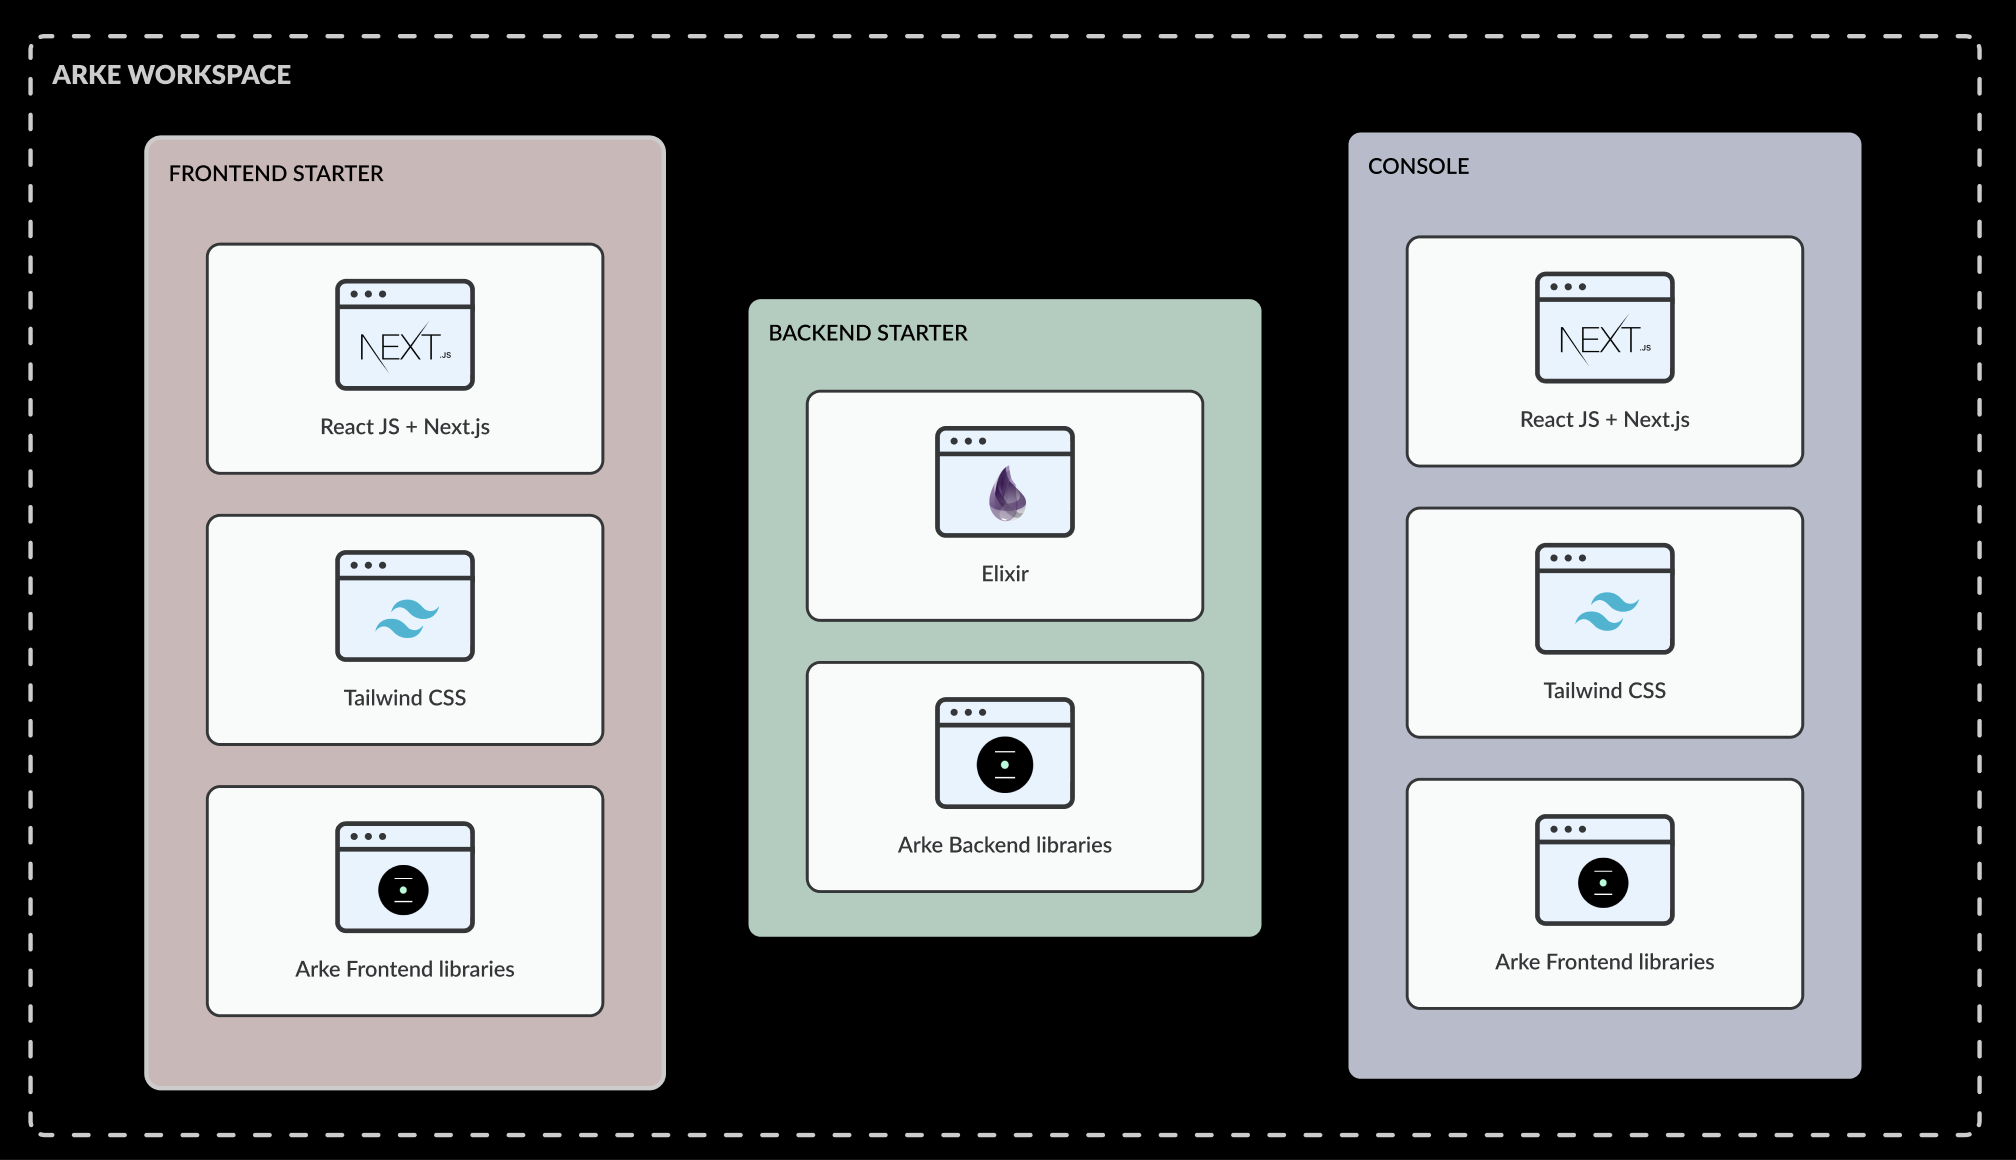 ARKE WORKSPACE
FRONTEND STARTER
NEXT.JS
React JS + Next.js
Tailwind CSS
Arke Frontend libraries
BACKEND STARTER
Elixir
Arke Backend libraries
CONSOLE
NEXT.JS
React JS + Next.js
Tailwind CSS
Arke Frontend libraries